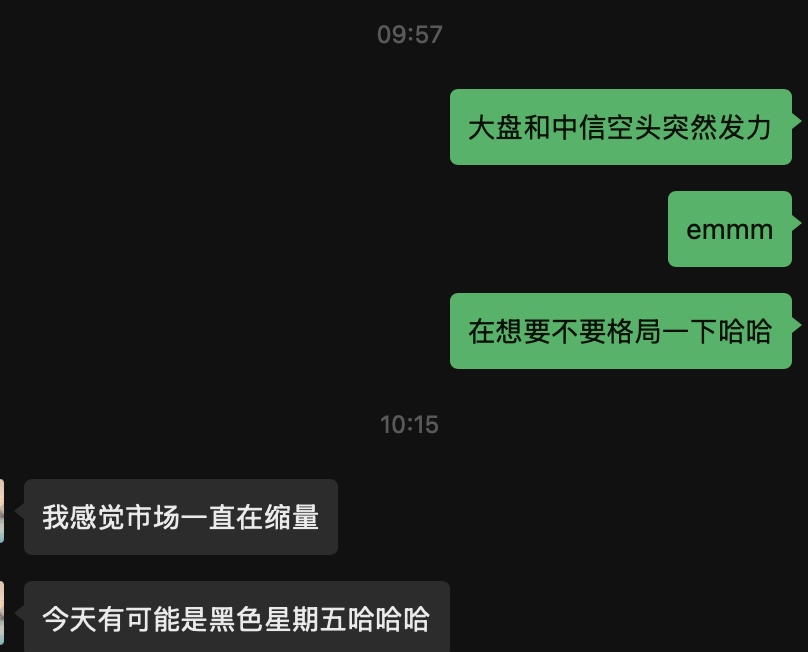 09:57
大盘和中信空头突然发力
emmm
在想要不要格局一下哈哈
10:15
我感觉市场一直在缩量
今天有可能是黑色星期五哈哈哈